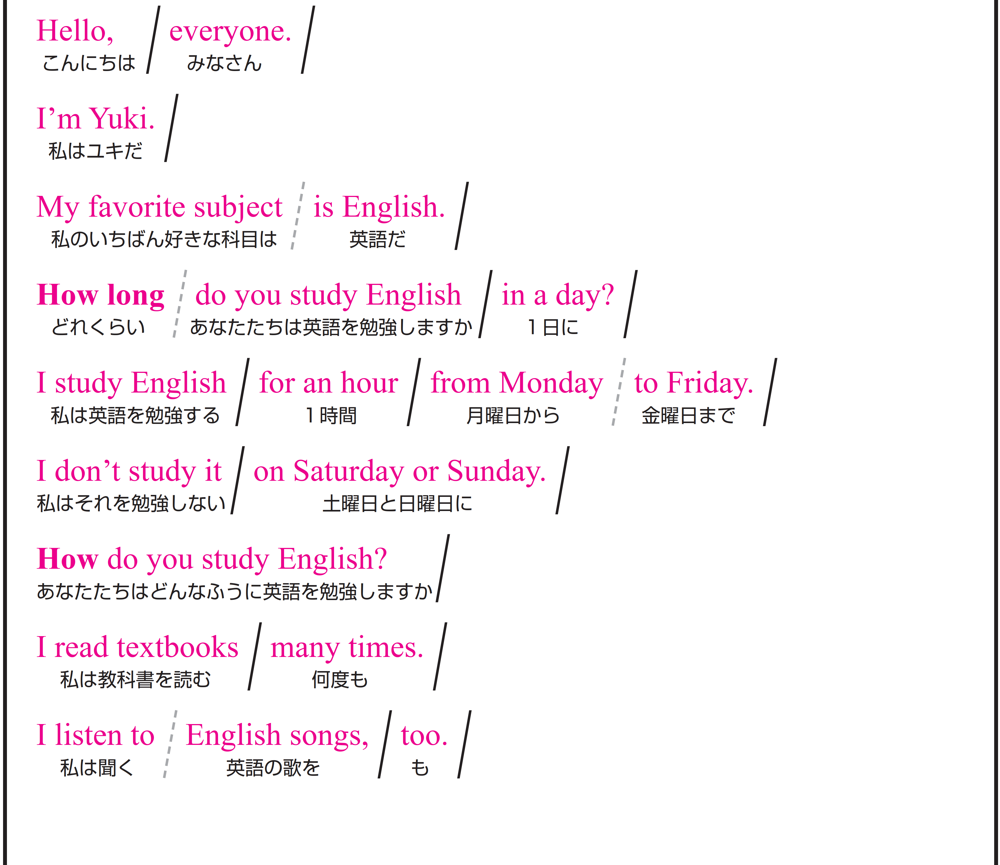 Hello, / everyone. /
こんにちは みなさん
I’m Yuki. /
私はユキだ
My favorite subject / is English. /
私のいちばん好きな科目は 英語だ
How long / do you study English / in a day? /
どれくらい あなたたちは英語を勉強しますか 1日に
I study English / for an hour / from Monday / to Friday. /
私は英語を勉強する 1時間 月曜日から 金曜日まで
I don’t study it / on Saturday or Sunday. /
私はそれを勉強しない 土曜日と日曜日に
How do you study English? /
あなたたちはどんなふうに英語を勉強しますか
I read textbooks / many times. /
私は教科書を読む 何度も
I listen to / English songs, / too. /
私は聞く 英語の歌を も